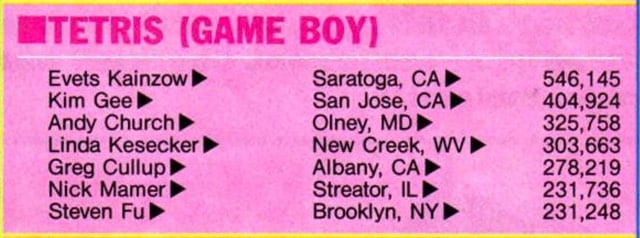 ■TETRIS (GAME BOY)
Evets Kainzow▶ Saratoga, CA▶ 546,145
Kim Gee▶ San Jose, CA▶ 404,924
Andy Church▶ Olney, MD▶ 325,758
Linda Kesecker▶ New Creek, WV▶ 303,663
Greg Cullup▶ Albany, CA▶ 278,219
Nick Mamer▶ Streator, IL▶ 231,736
Steven Fu▶ Brooklyn, NY▶ 231,248